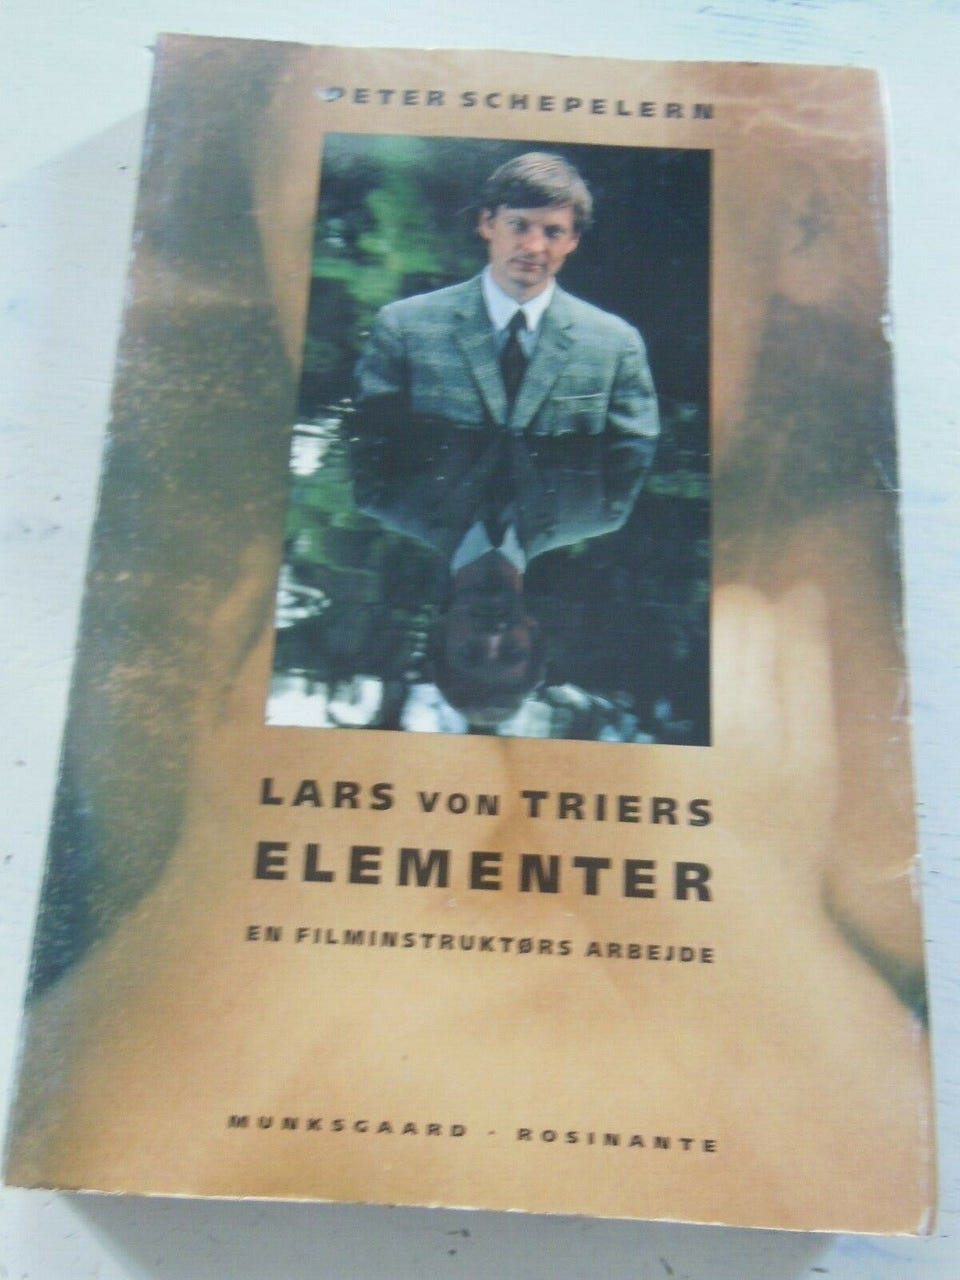 PETER SCHEPELERN
LARS VON TRIERS
ELEMENTER
EN FILMINSTRUKTØRS ARBEJDE
MUNKSGAARD - ROSINANTE